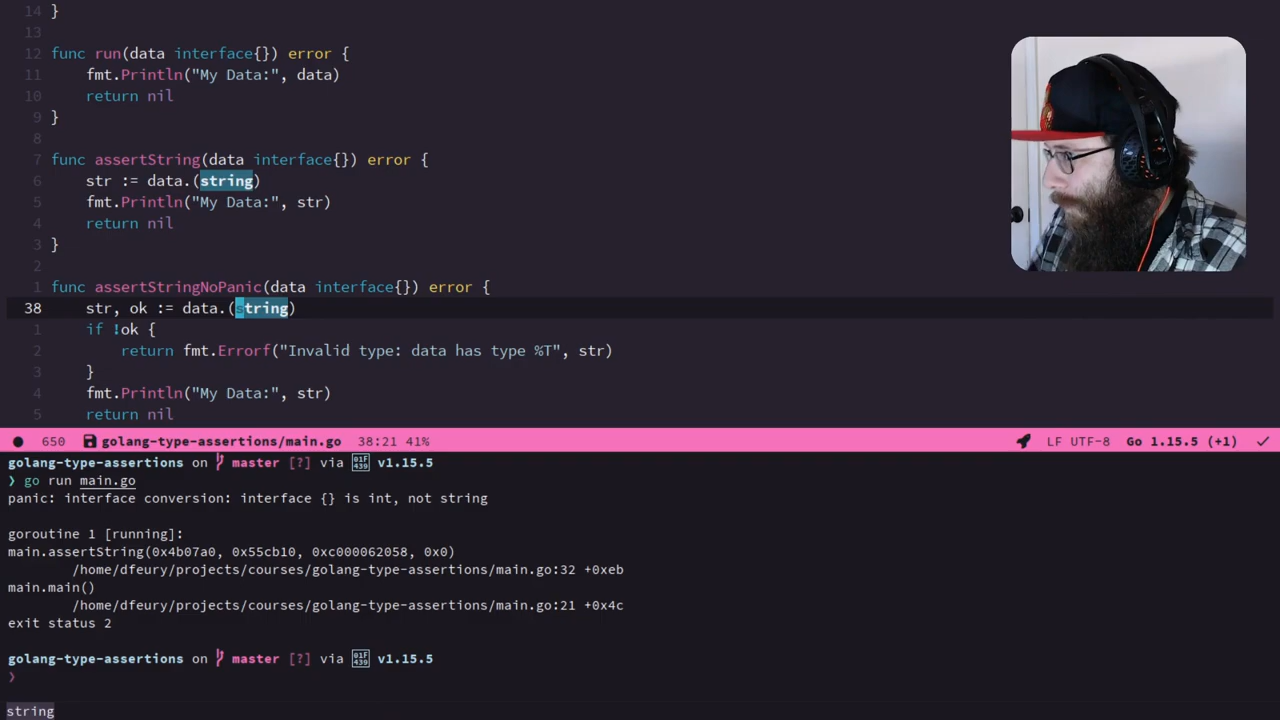 14 }
13
12 func run(data interface{}) error {
11 fmt.Println("My Data:", data)
10 return nil
9 }
8
7 func assertString(data interface{}) error {
6 str := data.(string)
5 fmt.Println("My Data:", str)
4 return nil
3 }
2
1 func assertStringNoPanic(data interface{}) error {
38 str, ok := data.(string)
1 if !ok {
2 return fmt.Errorf("Invalid type: data has type %T", str)
3 }
4 fmt.Println("My Data:", str)
5 return nil
650 golang-type-assertions/main.go 38:21 41% LF UTF-8 Go 1.15.5 (+1)
golang-type-assertions on master [?] via 01F439 v1.15.5
❯ go run main.go
panic: interface conversion: interface {} is int, not string
goroutine 1 [running]:
main.assertString(0x4b07a0, 0x55cb10, 0xc000062058, 0x0)
/home/dfeury/projects/courses/golang-type-assertions/main.go:32 +0xeb
main.main()
/home/dfeury/projects/courses/golang-type-assertions/main.go:21 +0x4c
exit status 2
golang-type-assertions on master [?] via 01F439 v1.15.5
❯
string